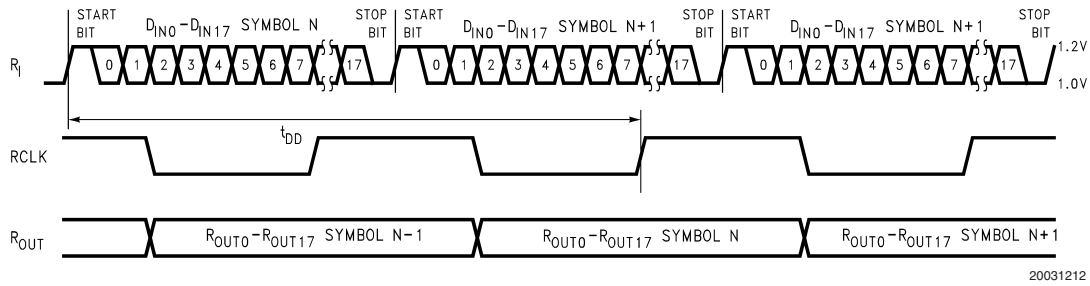 START BIT D_IN0-D_IN17 SYMBOL N STOP BIT START BIT D_IN0-D_IN17 SYMBOL N+1 STOP BIT START BIT D_IN0-D_IN17 SYMBOL N+1 STOP BIT
R_I 0 1 2 3 4 5 6 7 17 0 1 2 3 4 5 6 7 17 0 1 2 3 4 5 6 7 17 1.2V
1.0V
t_DD
RCLK
R_OUT R_OUT0-R_OUT17 SYMBOL N-1 R_OUT0-R_OUT17 SYMBOL N R_OUT0-R_OUT17 SYMBOL N+1
20031212